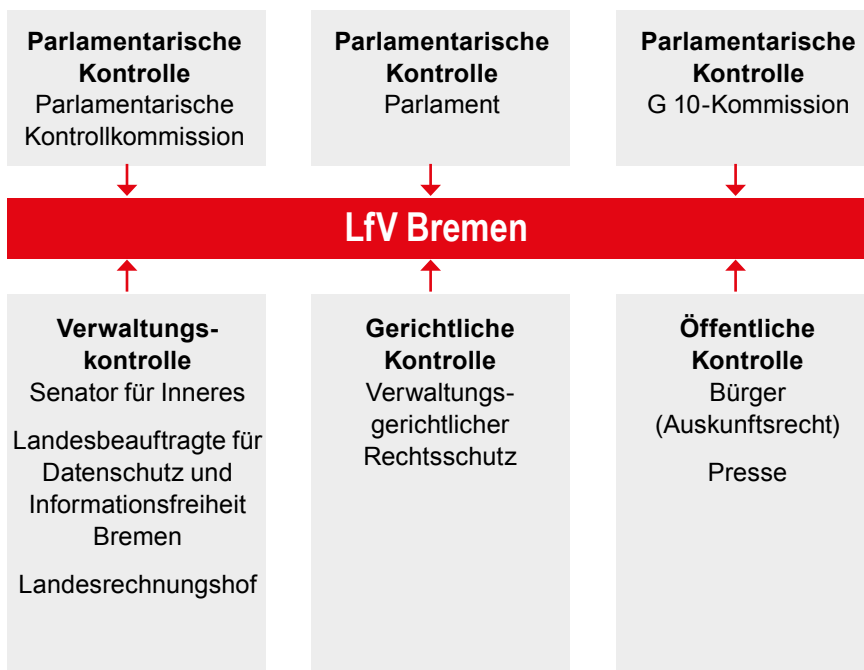 Parlamentarische
Kontrolle
Parlamentarische
Kontrollkommission
Parlamentarische
Kontrolle
Parlament
Parlamentarische
Kontrolle
G 10-Kommission
LfV Bremen
Verwaltungs-
kontrolle
Senator für Inneres
Landesbeauftragte für
Datenschutz und
Informationsfreiheit
Bremen
Landesrechnungshof
Gerichtliche
Kontrolle
Verwaltungs-
gerichtlicher
Rechtsschutz
Öffentliche
Kontrolle
Bürger
(Auskunftsrecht)
Presse